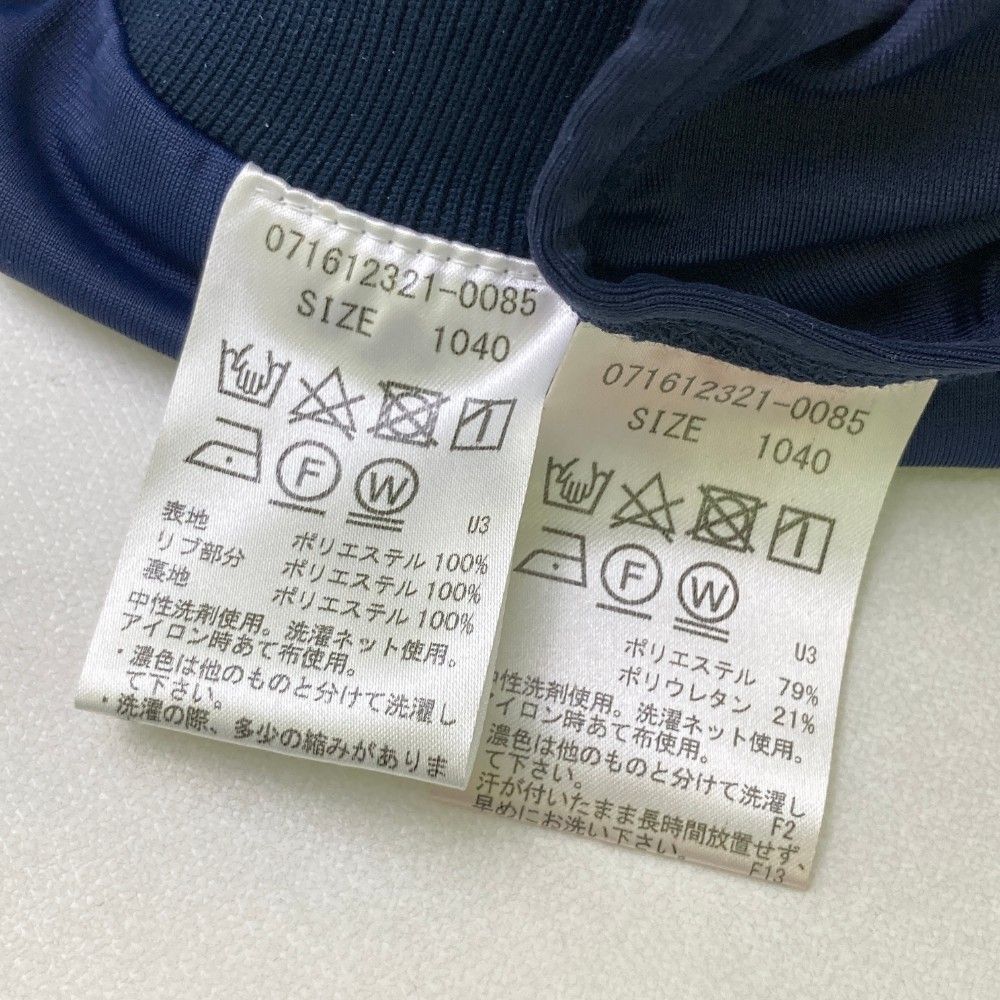 071612321-0085
SIZE 1040
F W
U3
表地 ポリエステル 100%
リブ部分 ポリエステル 100%
裏地 ポリエステル 100%
中性洗剤使用。洗濯ネット使用。
アイロン時あて布使用。
・濃色は他のものと分けて洗濯し
て下さい。
・洗濯の際、多少の縮みがありま
071612321-0085
SIZE 1040
F W
U3
ポリエステル 79%
ポリウレタン 21%
中性洗剤使用。洗濯ネット使用。
アイロン時あて布使用。
濃色は他のものと分けて洗濯し
て下さい。
F2
汗が付いたまま長時間放置せず、
早めにお洗い下さい。
F13